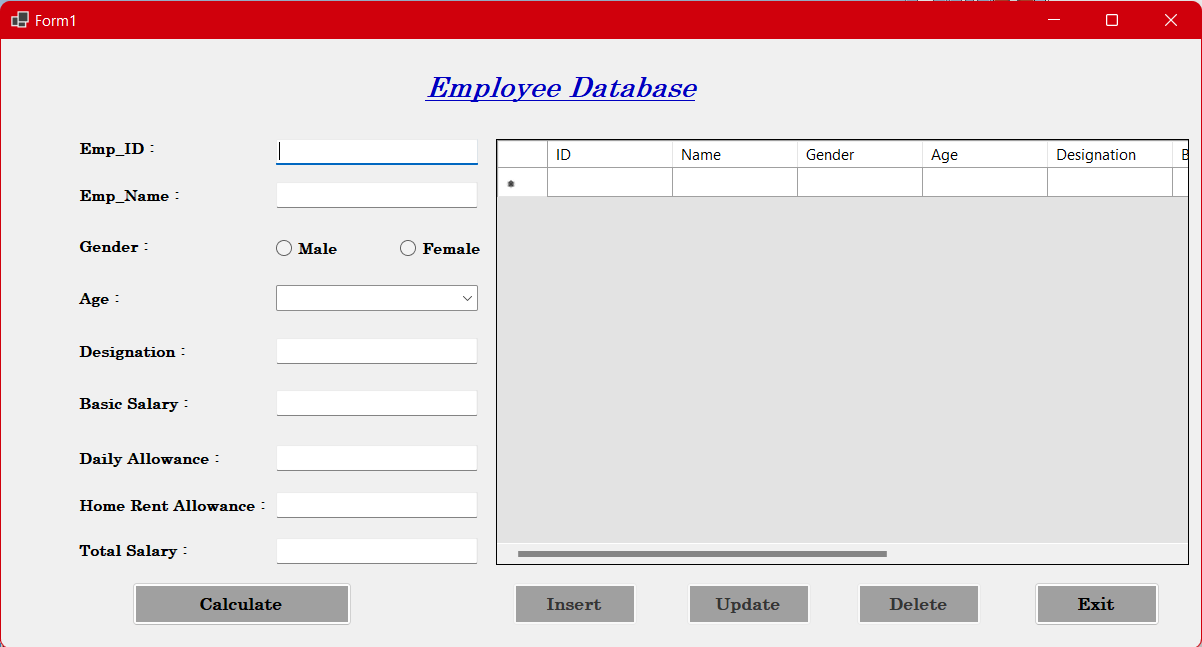 Form1
Employee Database
Emp_ID :
Emp_Name :
Gender :
Male
Female
Age :
Designation :
Basic Salary :
Daily Allowance :
Home Rent Allowance :
Total Salary :
ID Name Gender Age Designation
Calculate
Insert
Update
Delete
Exit